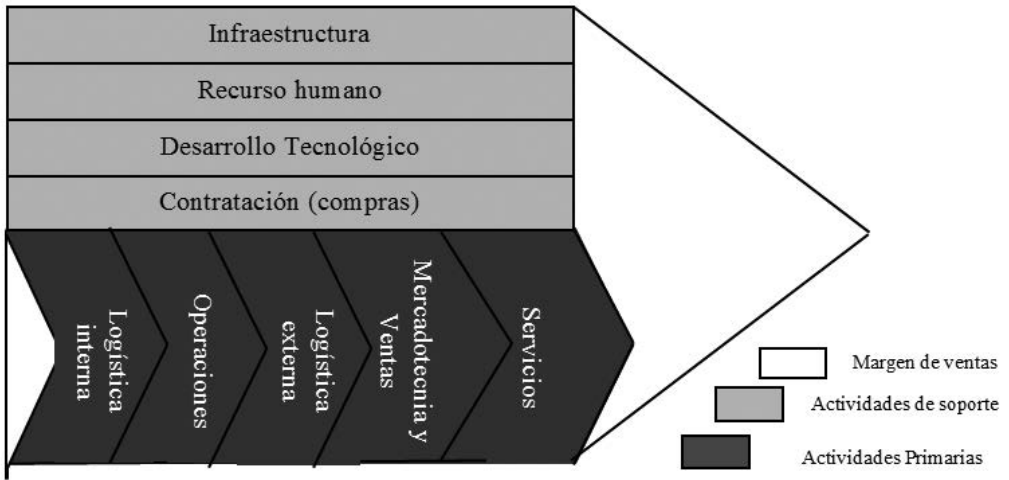 Infraestructura
Recurso humano
Desarrollo Tecnológico
Contratación (compras)
Logística
interna
Operaciones
Logística
externa
Mercadotecnia y
Ventas
Servicios
Margen de ventas
Actividades de soporte
Actividades Primarias